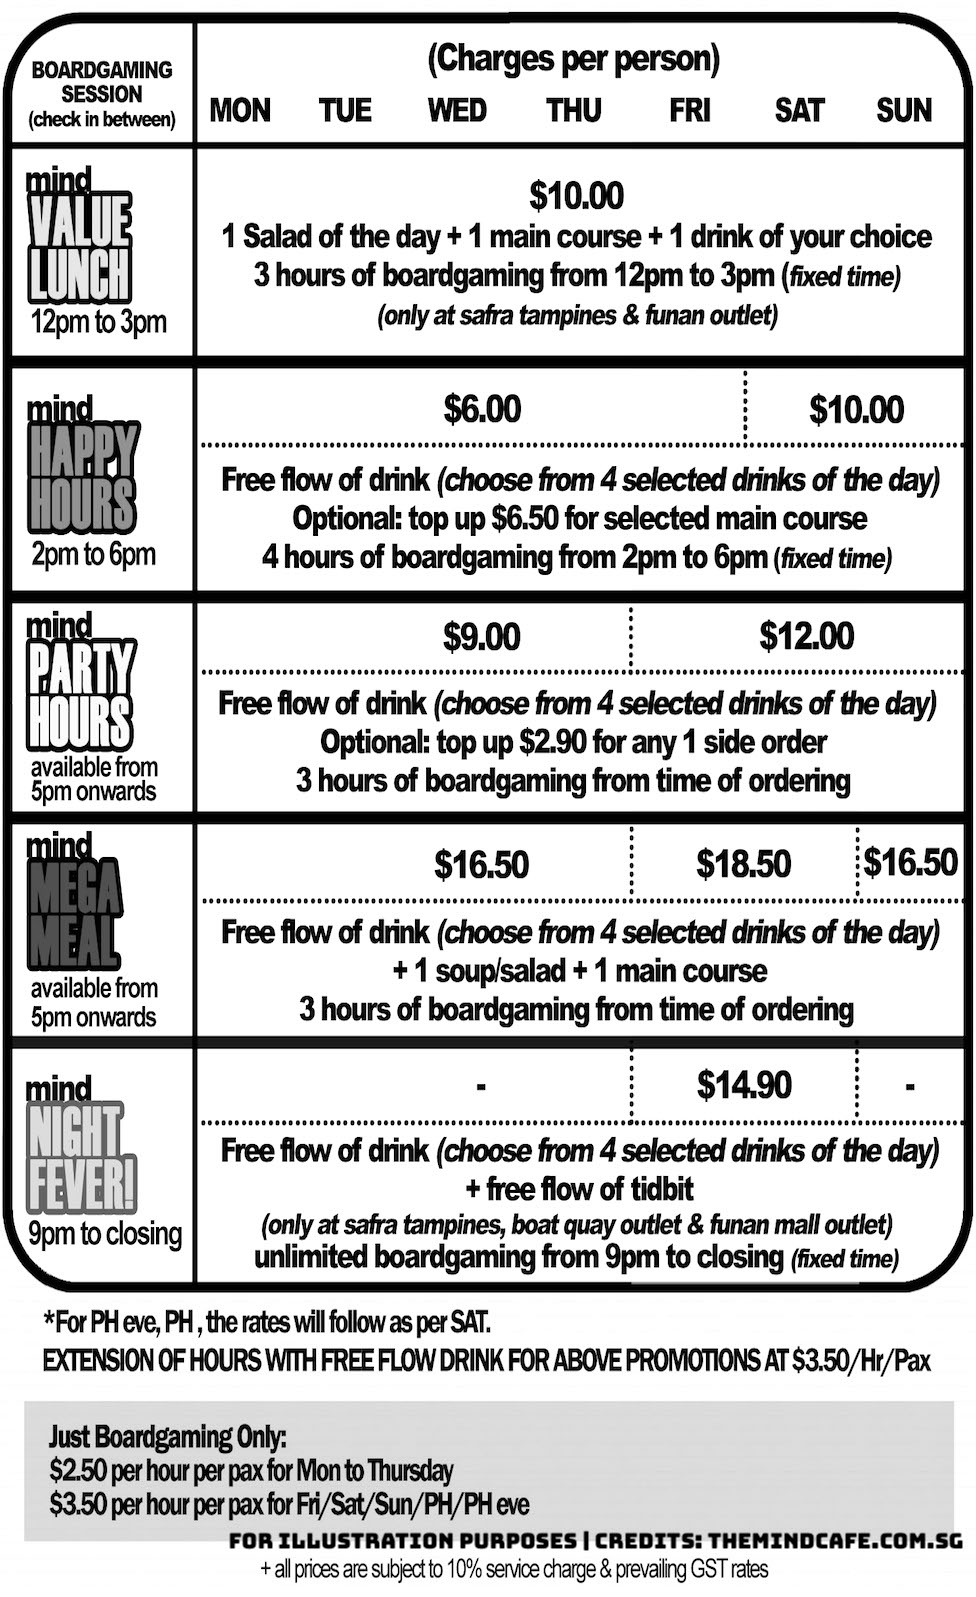 BOARDGAMING
SESSION
(check in between)
(Charges per person)
MON TUE WED THU FRI SAT SUN
mind
VALUE
LUNCH
12pm to 3pm
$10.00
1 Salad of the day + 1 main course + 1 drink of your choice
3 hours of boardgaming from 12pm to 3pm (fixed time)
(only at safra tampines & funan outlet)
mind
HAPPY
HOURS
2pm to 6pm
$6.00 $10.00
Free flow of drink (choose from 4 selected drinks of the day)
Optional: top up $6.50 for selected main course
4 hours of boardgaming from 2pm to 6pm (fixed time)
mind
PARTY
HOURS
available from
5pm onwards
$9.00 $12.00
Free flow of drink (choose from 4 selected drinks of the day)
Optional: top up $2.90 for any 1 side order
3 hours of boardgaming from time of ordering
mind
MEGA
MEAL
available from
5pm onwards
$16.50 $18.50 $16.50
Free flow of drink (choose from 4 selected drinks of the day)
+ 1 soup/salad + 1 main course
3 hours of boardgaming from time of ordering
mind
NIGHT
FEVER!
9pm to closing
- $14.90 -
Free flow of drink (choose from 4 selected drinks of the day)
+ free flow of tidbit
(only at safra tampines, boat quay outlet & funan mall outlet)
unlimited boardgaming from 9pm to closing (fixed time)
*For PH eve, PH , the rates will follow as per SAT.
EXTENSION OF HOURS WITH FREE FLOW DRINK FOR ABOVE PROMOTIONS AT $3.50/Hr/Pax
Just Boardgaming Only:
$2.50 per hour per pax for Mon to Thursday
$3.50 per hour per pax for Fri/Sat/Sun/PH/PH eve
FOR ILLUSTRATION PURPOSES | CREDITS: THEMINDCAFE.COM.SG
+ all prices are subject to 10% service charge & prevailing GST rates